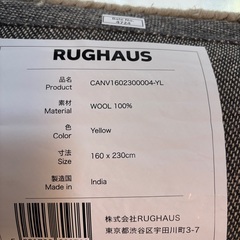 RUGHAUS
品名 CANV1602300004-YL
Product
素材 WOOL 100%
Material
色 Yellow
Color
寸法 160 x 230cm
Size
製造国 India
Made in
株式会社RUGHAUS
東京都渋谷区宇田川町3-7